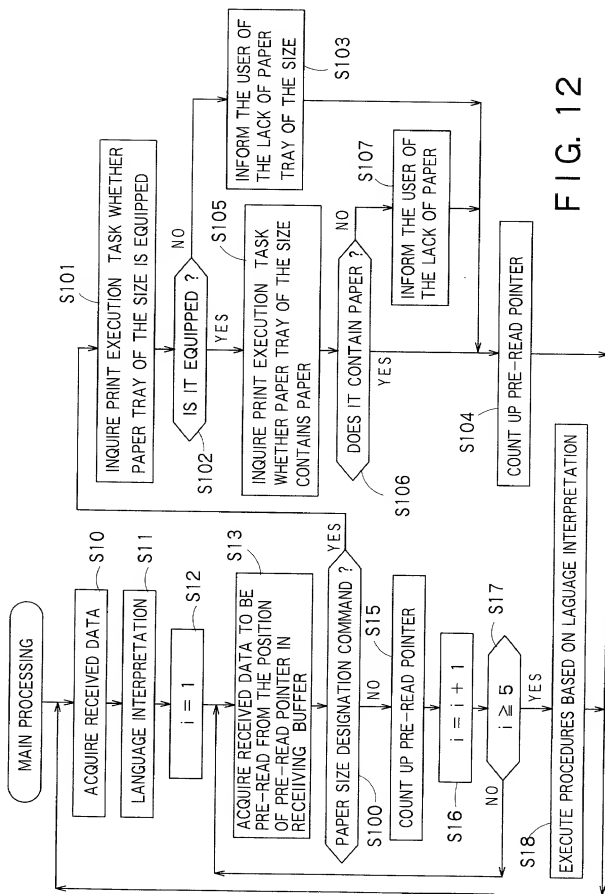 MAIN PROCESSING
ACQUIRE RECEIVED DATA
S10
LANGUAGE INTERPRETATION
S11
i = 1
S12
ACQUIRE RECEIVED DATA TO BE
PRE-READ FROM THE POSITION
OF PRE-READ POINTER IN
RECEIVING BUFFER
S13
PAPER SIZE DESIGNATION COMMAND ?
YES
S100
NO
COUNT UP PRE-READ POINTER
S15
i = i + 1
S16
i ≧ 5
S17
NO
YES
EXECUTE PROCEDURES BASED ON LAGUAGE INTERPRETATION
S18
S101
INQUIRE PRINT EXECUTION TASK WHETHER
PAPER TRAY OF THE SIZE IS EQUIPPED
IS IT EQUIPPED ?
NO
S102
YES
INFORM THE USER OF
THE LACK OF PAPER
TRAY OF THE SIZE
S103
S105
INQUIRE PRINT EXECUTION TASK
WHETHER PAPER TRAY OF THE SIZE
CONTAINS PAPER
DOES IT CONTAIN PAPER ?
NO
S106
YES
S107
INFORM THE USER OF
THE LACK OF PAPER
COUNT UP PRE-READ POINTER
S104
FIG. 12